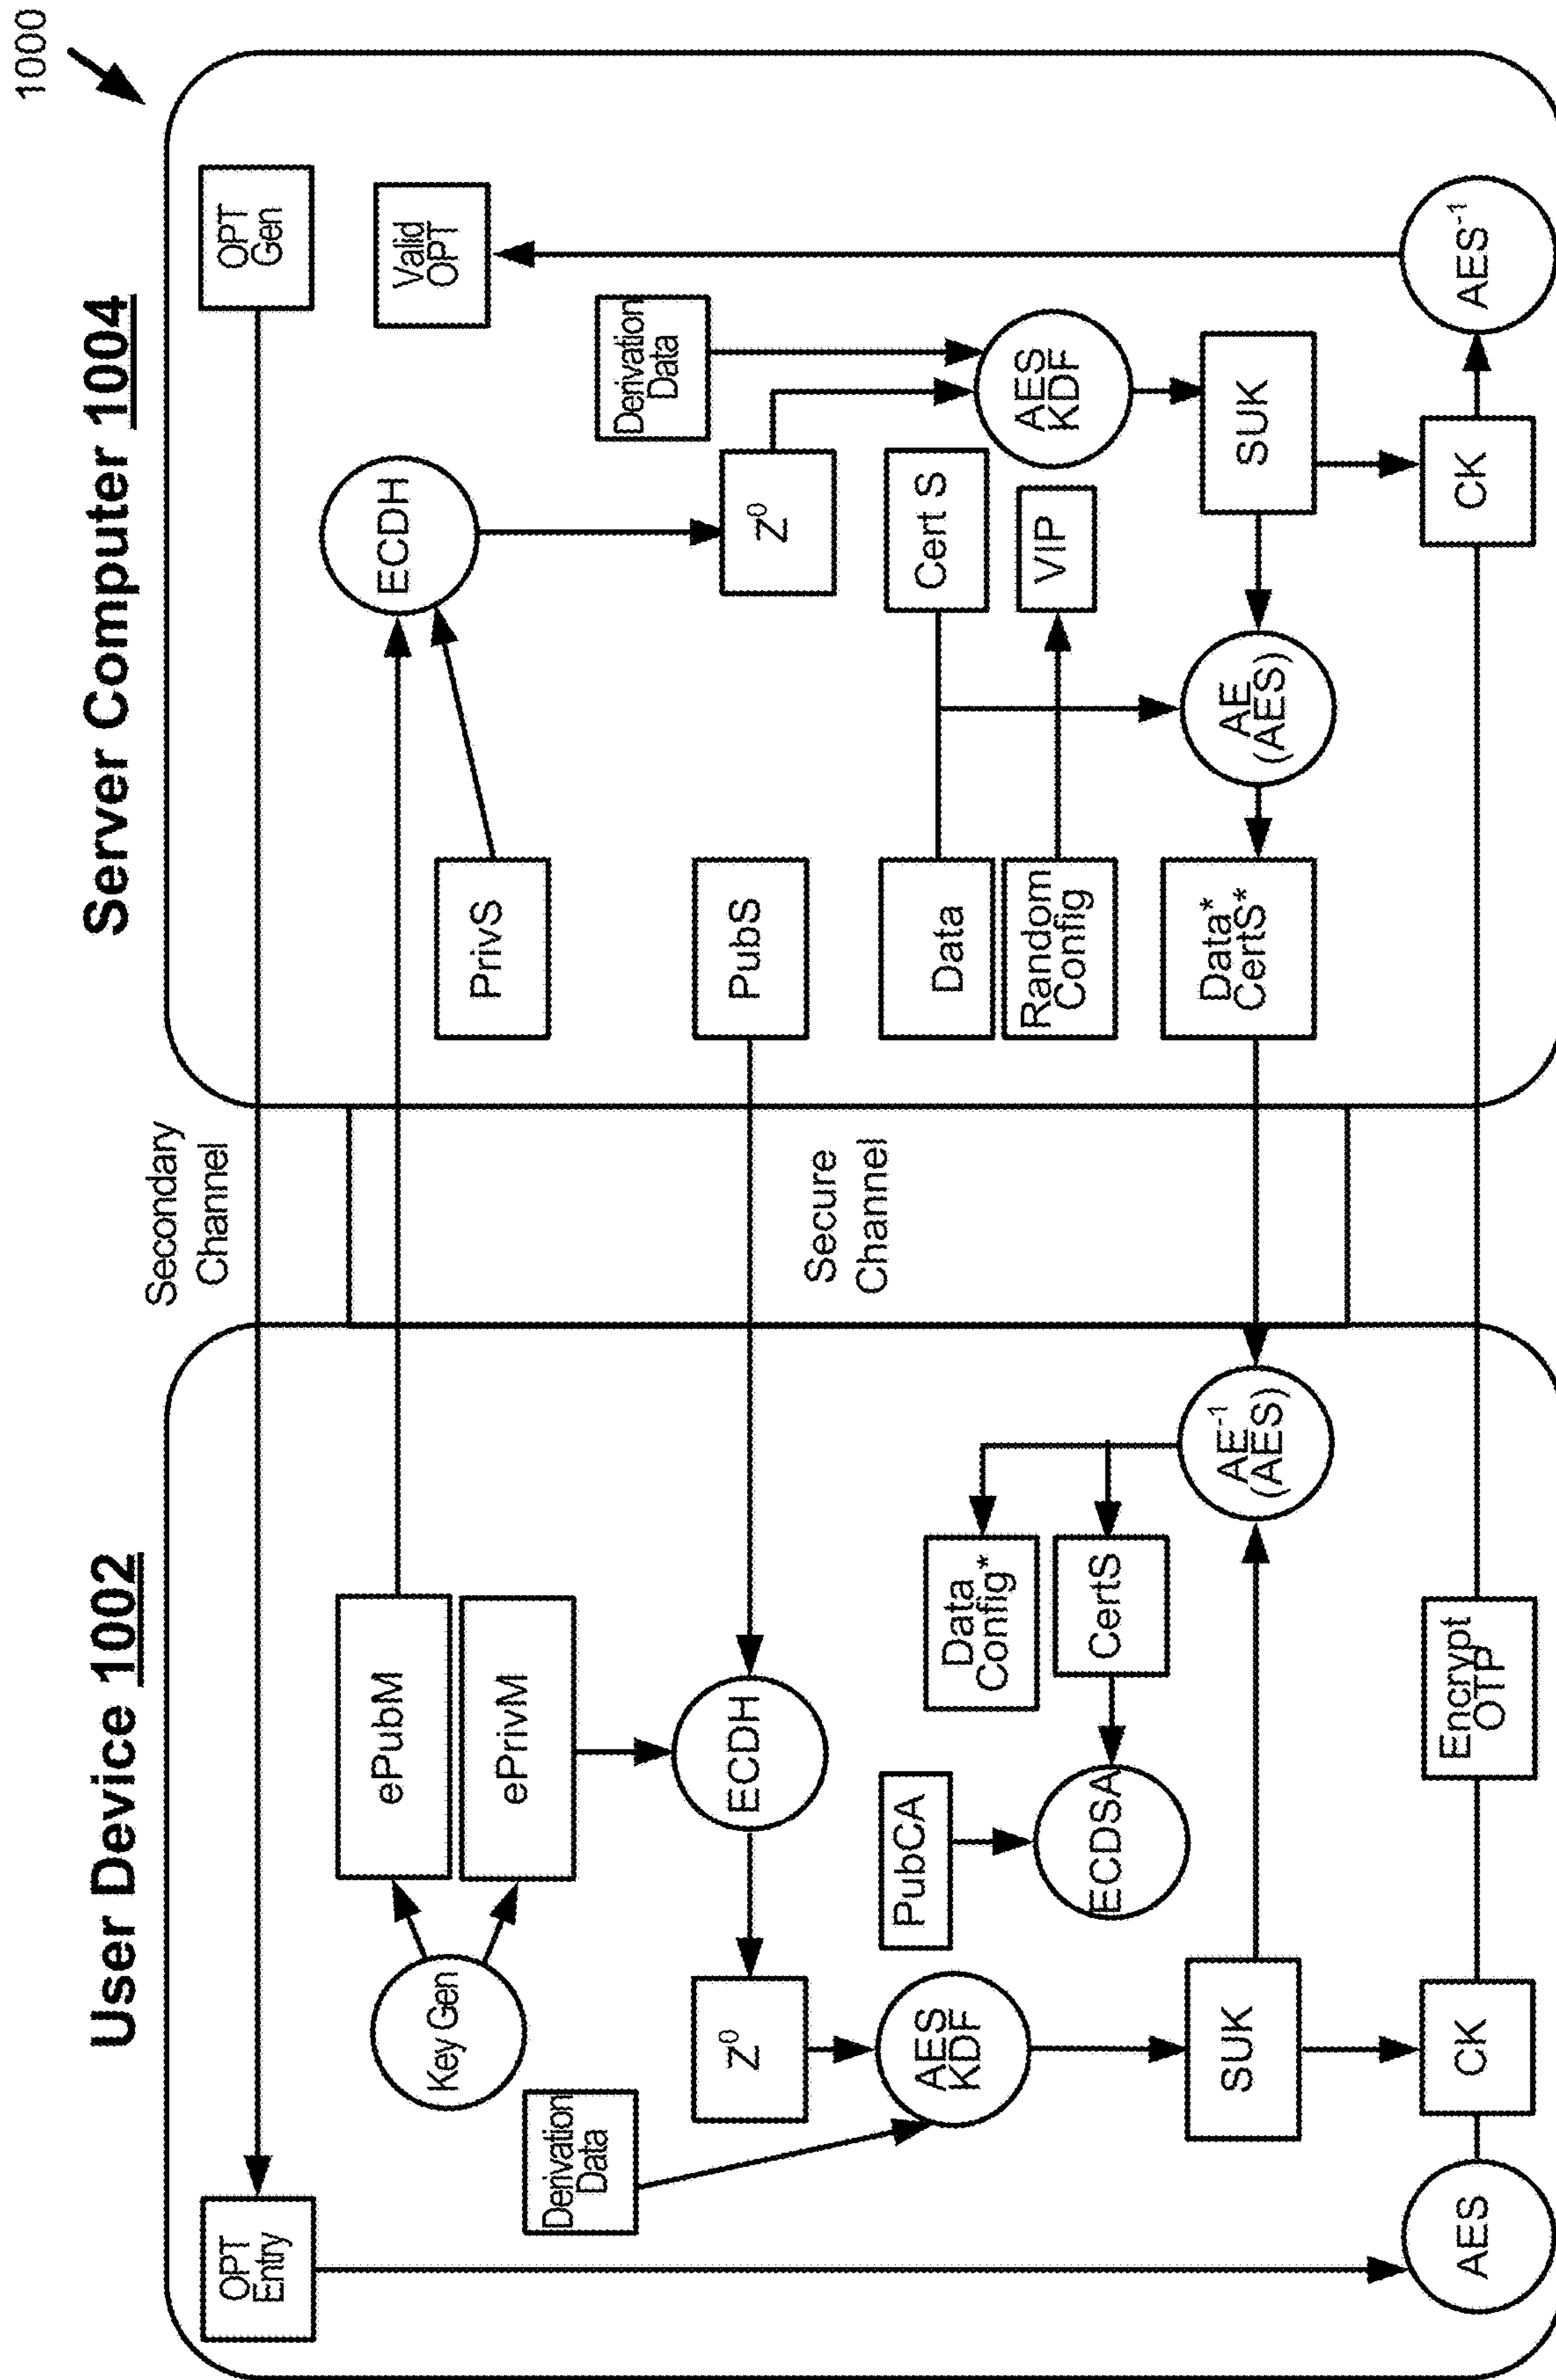 1000
User Device 1002
Server Computer 1004
Secondary
Channel
OPT
Entry
OPT
Gen
Key Gen
ePubM
ePrivM
ECDH
Valid
OPT
PrivS
Derivation
Data
Derivation
Data
Z⁰
ECDH
PubS
Z⁰
Secure
Channel
AES
KDF
PubCA
ECDSA
Data
Config*
CertS
Data
Random
Config
Cert S
VIP
AES
KDF
SUK
AE⁻¹
(AES)
Data*
CertS*
AE
(AES)
SUK
AES
CK
Encrypt
OTP
CK
AES⁻¹